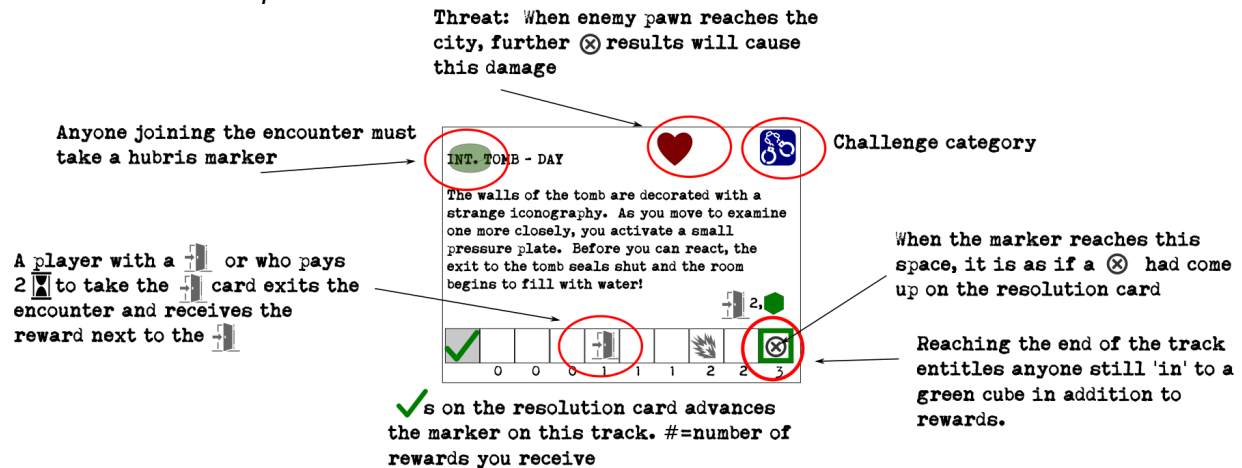 Threat: When enemy pawn reaches the
city, further ⊗ results will cause
this damage
Anyone joining the encounter must
take a hubris marker
Challenge category
INT. TOMB - DAY
The walls of the tomb are decorated with a
strange iconography. As you move to examine
one more closely, you activate a small
pressure plate. Before you can react, the
exit to the tomb seals shut and the room
begins to fill with water!
2,
0 0 0 1 1 1 2 2 3
A player with a or who pays
2 to take the card exits the
encounter and receives the
reward next to the
When the marker reaches this
space, it is as if a ⊗ had come
up on the resolution card
Reaching the end of the track
entitles anyone still 'in' to a
green cube in addition to
rewards.
✓s on the resolution card advances
the marker on this track. #=number of
rewards you receive